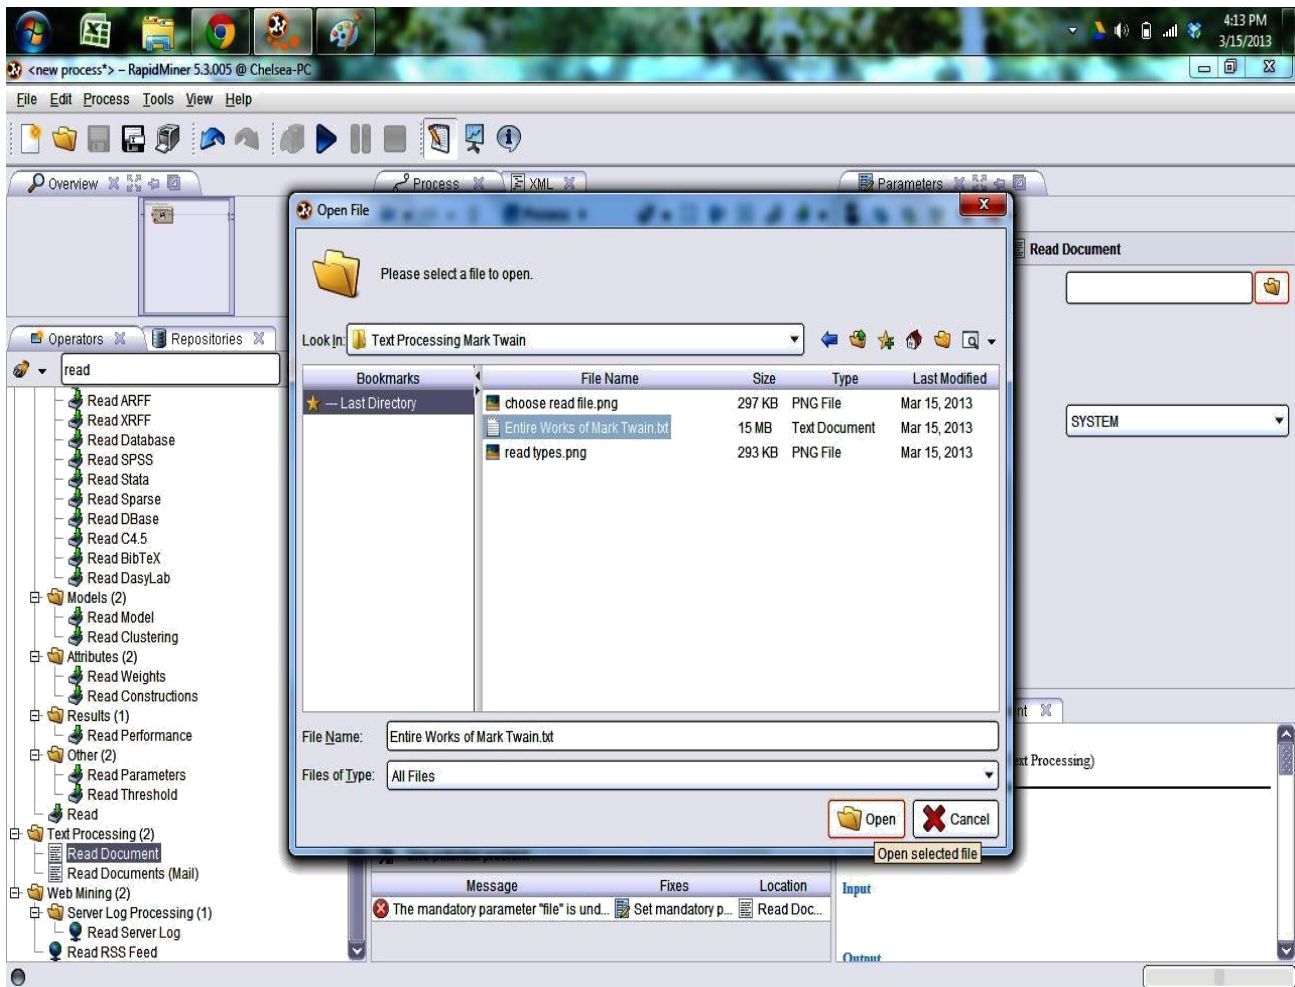 4:13 PM
3/15/2013
<new process*> – RapidMiner 5.3.005 @ Chelsea-PC
File Edit Process Tools View Help
Overview
Process
XML
Parameters
Open File
Please select a file to open.
Read Document
Look In: Text Processing Mark Twain
Operators
Repositories
read
Bookmarks
File Name Size Type Last Modified
--- Last Directory
choose read file.png 297 KB PNG File Mar 15, 2013
Entire Works of Mark Twain.txt 15 MB Text Document Mar 15, 2013
read types.png 293 KB PNG File Mar 15, 2013
SYSTEM
Read ARFF
Read XRFF
Read Database
Read SPSS
Read Stata
Read Sparse
Read DBase
Read C4.5
Read BibTeX
Read DasyLab
Models (2)
Read Model
Read Clustering
Attributes (2)
Read Weights
Read Constructions
Results (1)
Read Performance
Other (2)
Read Parameters
Read Threshold
Read
Text Processing (2)
Read Document
Read Documents (Mail)
Web Mining (2)
Server Log Processing (1)
Read Server Log
Read RSS Feed
File Name: Entire Works of Mark Twain.txt
Files of Type: All Files
Open
Cancel
Open selected file
nt
xt Processing)
Message Fixes Location
The mandatory parameter "file" is und... Set mandatory p... Read Doc...
Input
Output